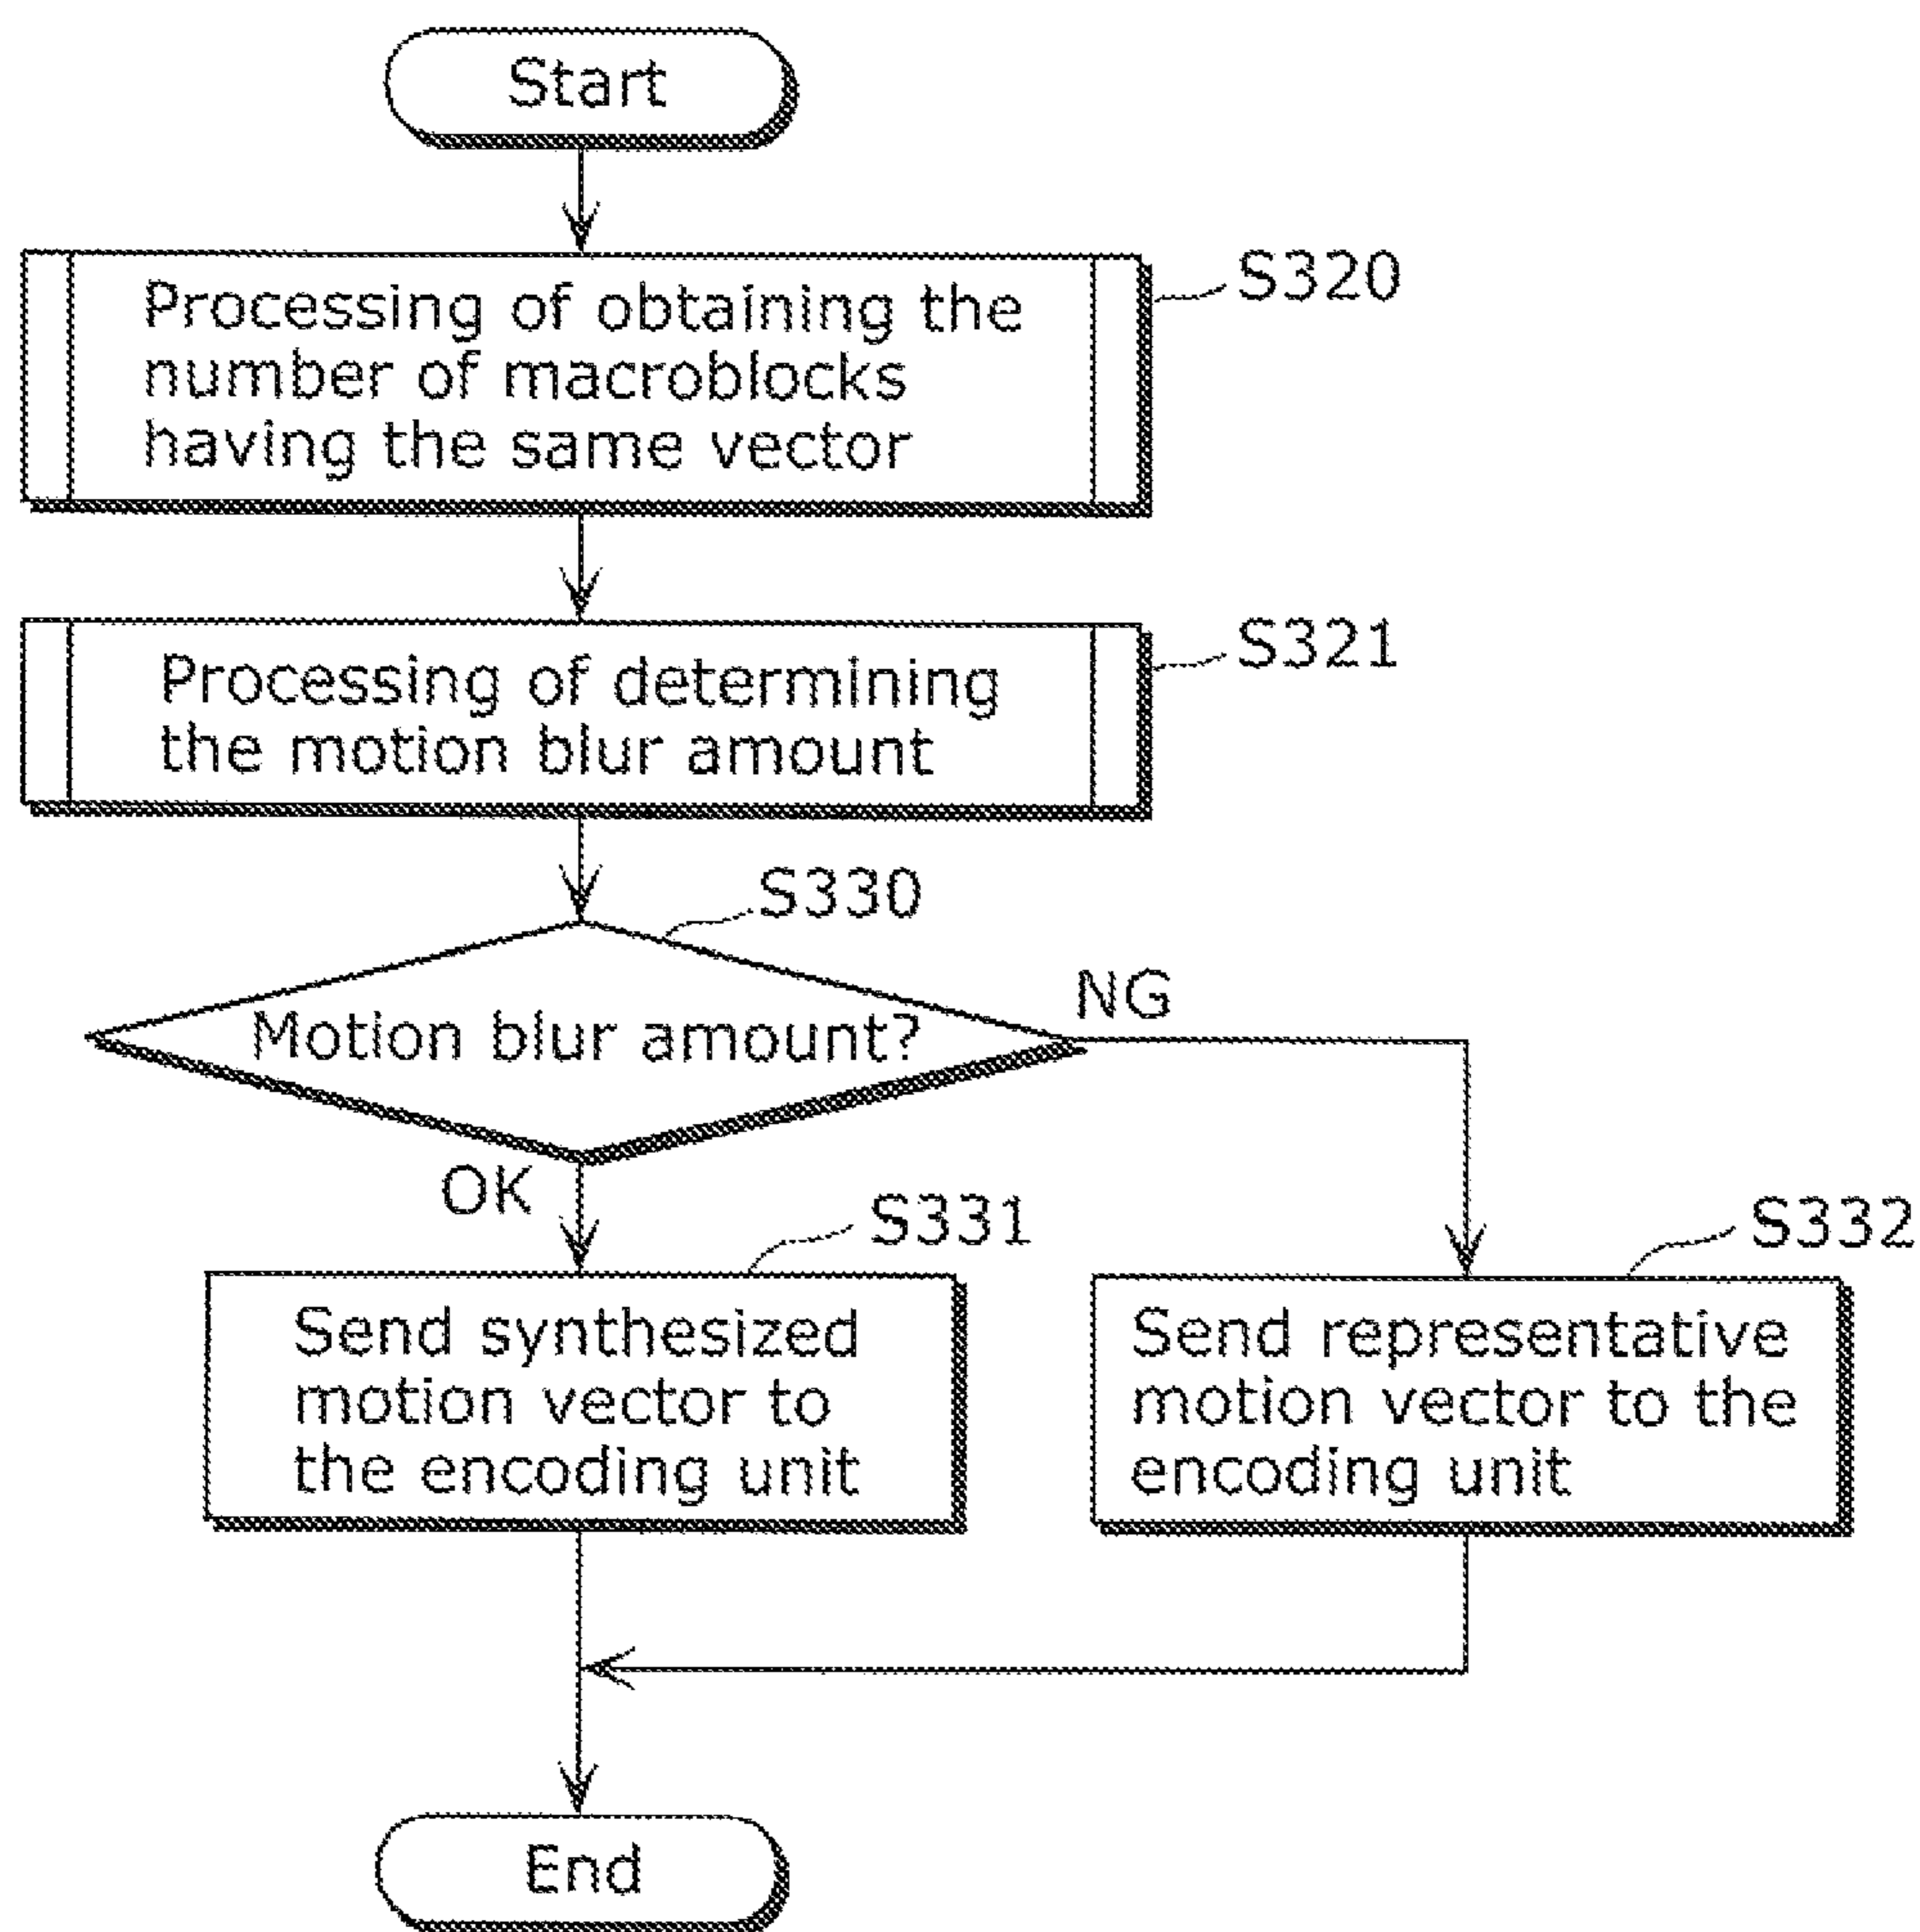 Start
Processing of obtaining the
number of macroblocks
having the same vector
S320
Processing of determining
the motion blur amount
S321
S330
Motion blur amount?
NG
OK
S331
Send synthesized
motion vector to
the encoding unit
S332
Send representative
motion vector to the
encoding unit
End